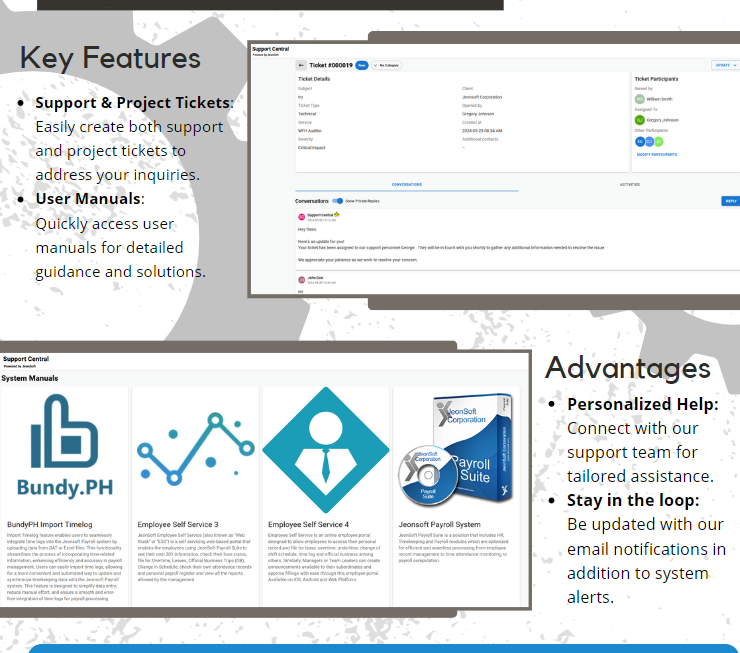 Key Features
• Support & Project Tickets:
Easily create both support
and project tickets to
address your inquiries.
• User Manuals:
Quickly access user
manuals for detailed
guidance and solutions.
Support Central
Powered by JeonSoft
← Ticket #000019 New No Category
UPDATE
Ticket Details
Subject
try
Ticket Type
Technical
Service
WFH Auditor
Severity
Critical Impact
Client
Jeonsoft Corporation
Opened by
Gregory Johnson
Created at
2024-05-29 08:54 AM
Additional contacts
--
Ticket Participants
Raised by
William Smith
Assigned To
Gregory Johnson
Other Participants
MODIFY PARTICIPANTS
CONVERSATIONS
ACTIVITIES
Conversations Show Private Replies
REPLY
Support Central
Hey there,
Here's an update for you!
Your ticket has been assigned to our support personnel George. They will be in touch with you shortly to gather any additional information needed to resolve the issue.
We appreciate your patience as we work to resolve your concern.
John Doe
Hi!
Support Central
Powered by JeonSoft
System Manuals
Bundy.PH
BundyPH Import Timelog
Import Timelog feature enables users to seamlessly
integrate time logs into the Jeonsoft Payroll system by
uploading data from DAT or Excel files. This functionality
streamlines the process of incorporating time-related
information, enhancing efficiency and accuracy in payroll
management. Users can easily import time logs, allowing
for a more convenient and automated way to update and
synchronize timekeeping data with the Jeonsoft Payroll
system. This feature is designed to simplify data entry,
reduce manual effort, and ensure a smooth and error-
free integration of time logs for payroll processing.
Employee Self Service 3
JeonSoft Employee Self Service (also known as "Web
Kiosk" or "ESS") is a self servicing web based portal that
enables the employees using JeonSoft Payroll Suite to
see their own 201 Information, check their loan status,
file for Overtime, Leaves, Official Business Trips (OB),
Change in Schedule, check their own attendance records
and personal payroll register and view all the reports
allowed by the management.
Employee Self Service 4
Employee Self Service is an online employee portal
designed to allow employees to access their personal
record and file for leave, overtime, undertime, change of
shift schedule, time log and official business among
others. Similarly, Managers or Team Leaders can create
announcements available to their subordinates and
approve filings with ease through this employee portal.
Available on iOS, Android and Web Platform
JeonSoft
Corporation
Payroll
Suite
JeonSoft
Corporation
Payroll
Suite
Jeonsoft Payroll System
JeonSoft Payroll Suite is a solution that includes HR,
Timekeeping and Payroll modules which are optimized
for efficient and seamless processing from employee
record management to time attendance monitoring to
payroll computation.
Advantages
• Personalized Help:
Connect with our
support team for
tailored assistance.
• Stay in the loop:
Be updated with our
email notifications in
addition to system
alerts.